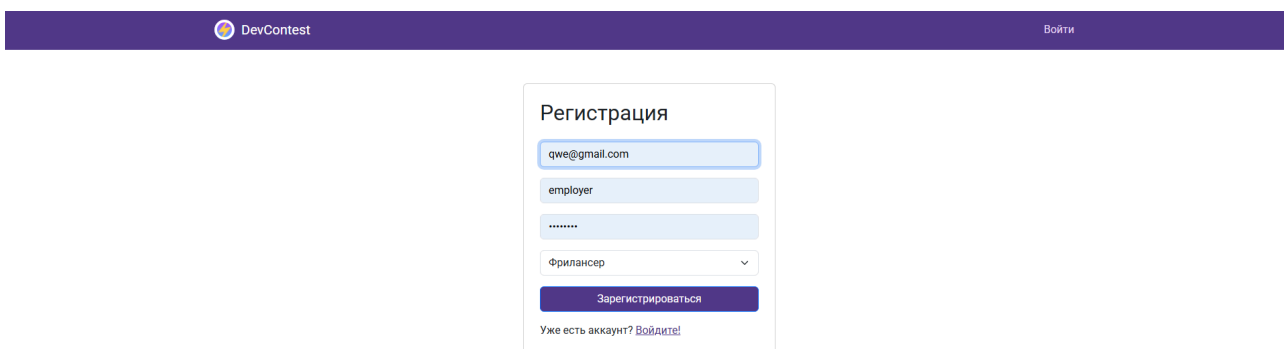 DevContest
Войти
Регистрация
qwe@gmail.com
employer
••••••••
Фрилансер
Зарегистрироваться
Уже есть аккаунт? Войдите!